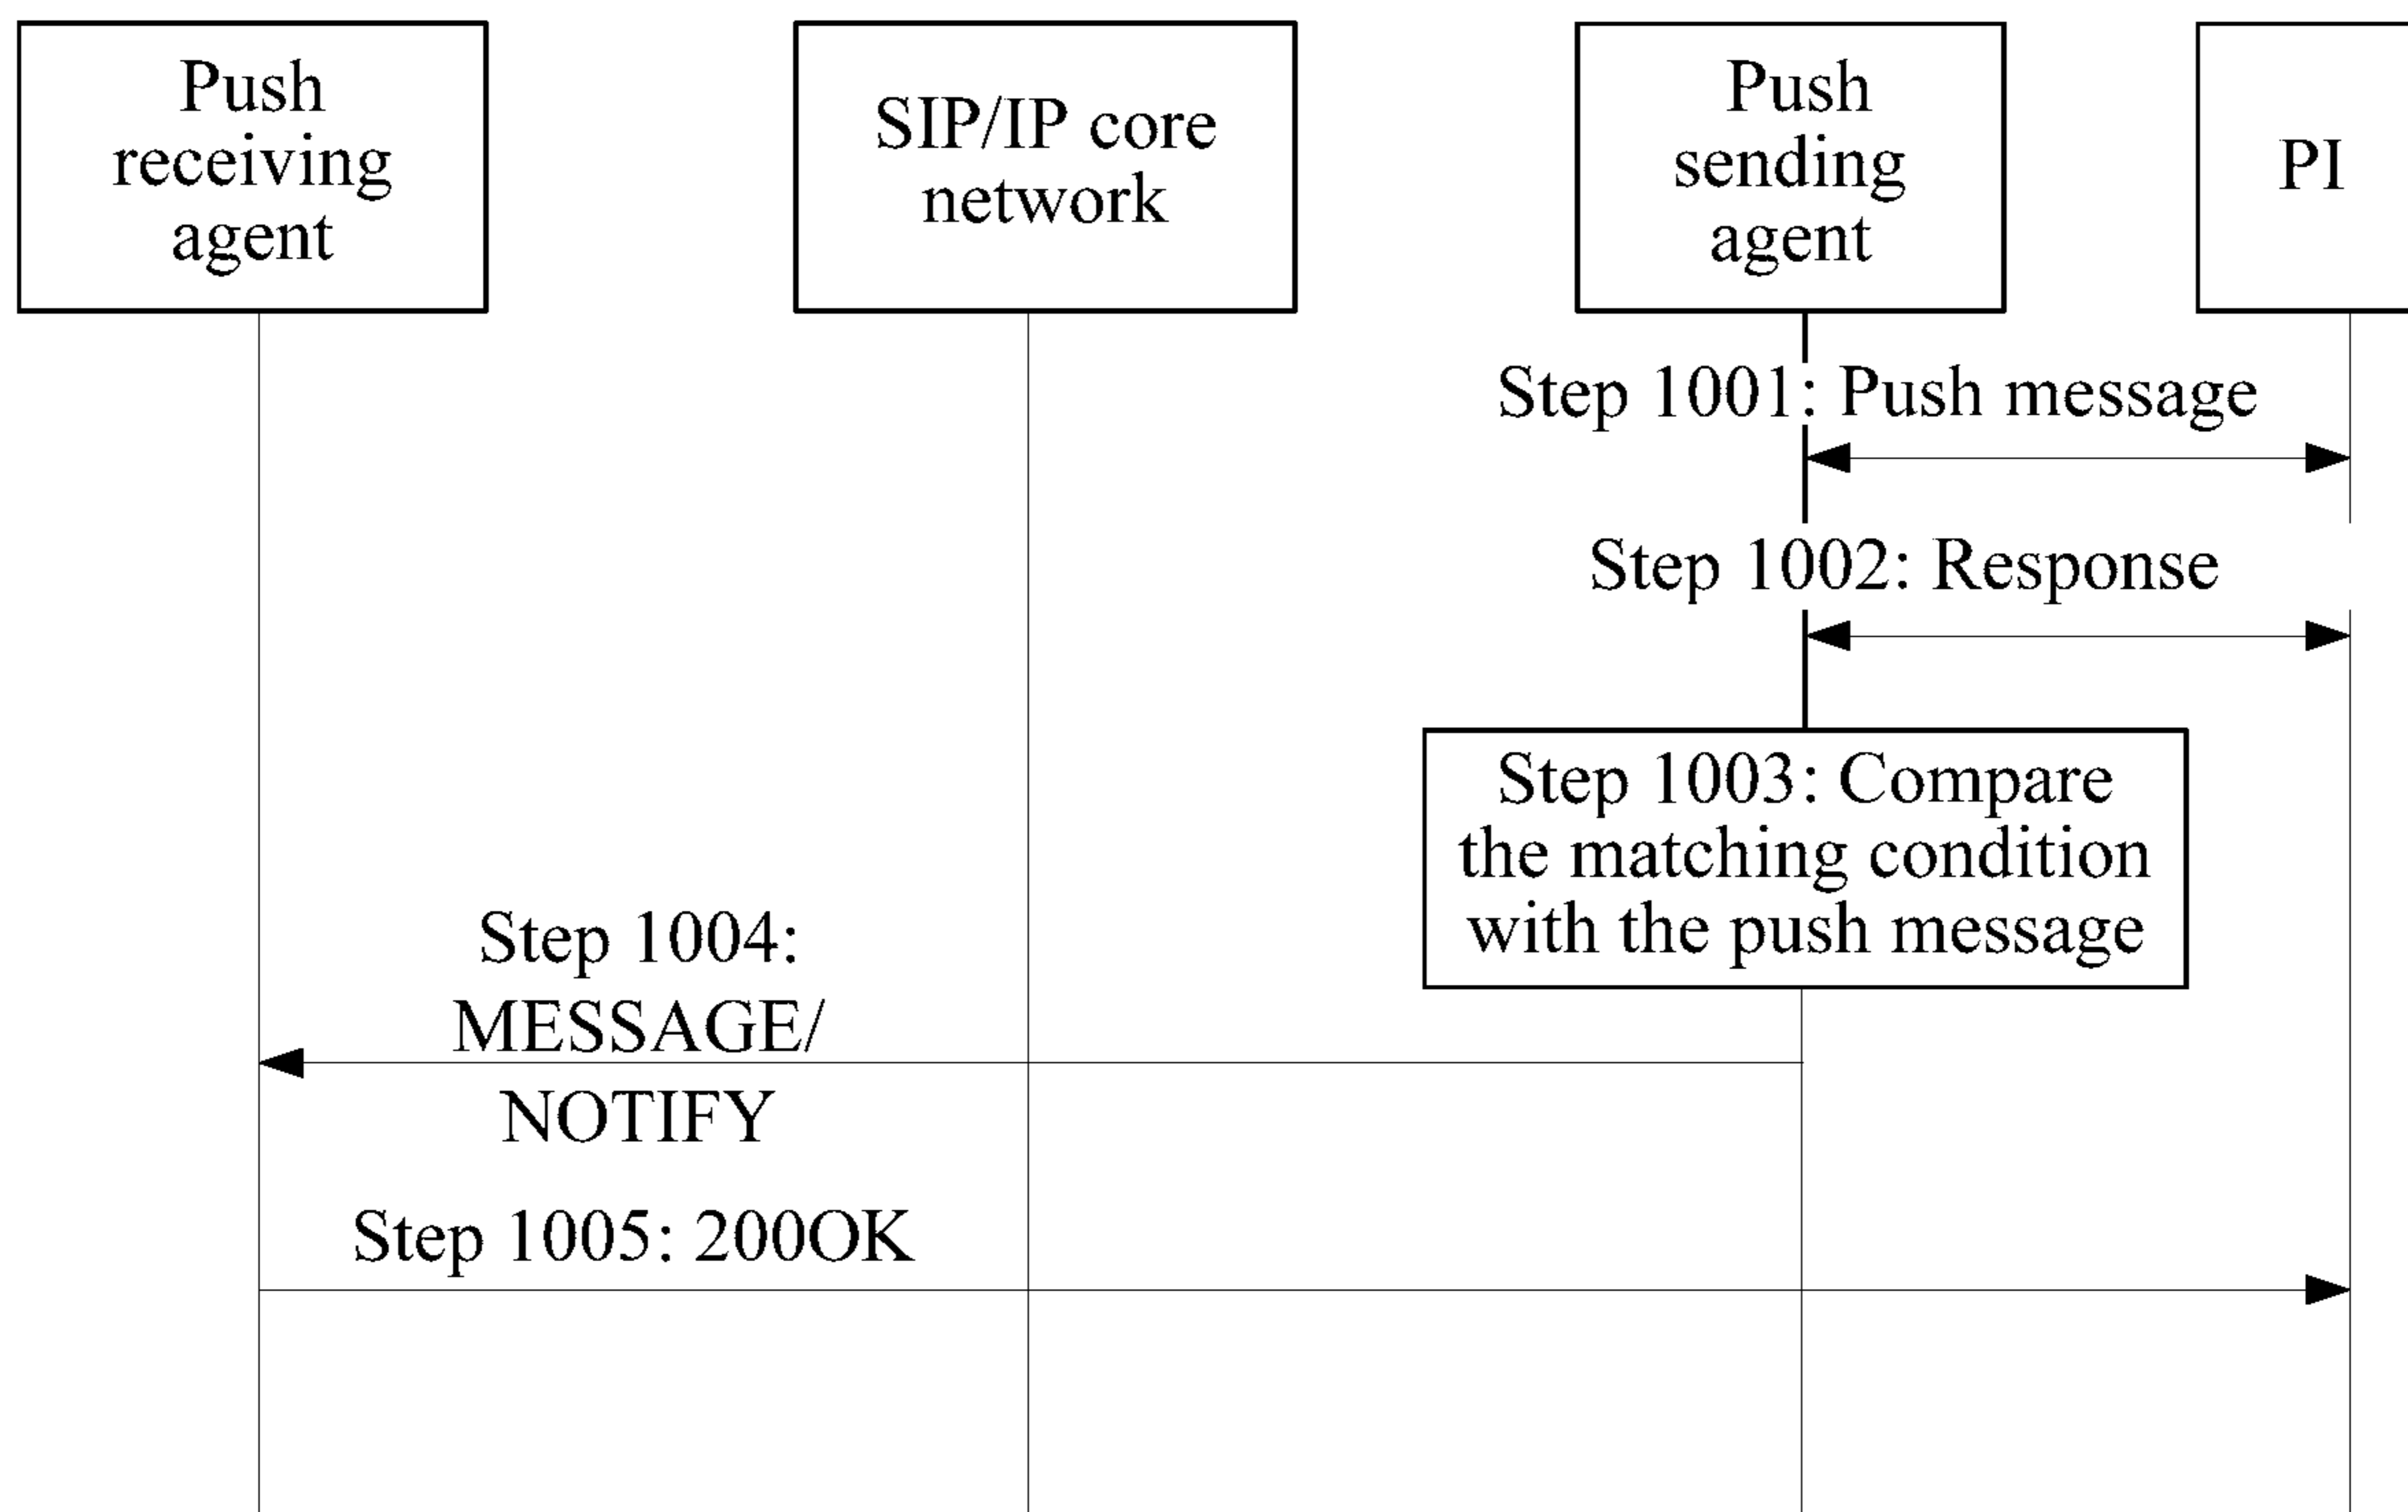 Push
receiving
agent
SIP/IP core
network
Push
sending
agent
PI
Step 1001: Push message
Step 1002: Response
Step 1003: Compare
the matching condition
with the push message
Step 1004:
MESSAGE/
NOTIFY
Step 1005: 200OK